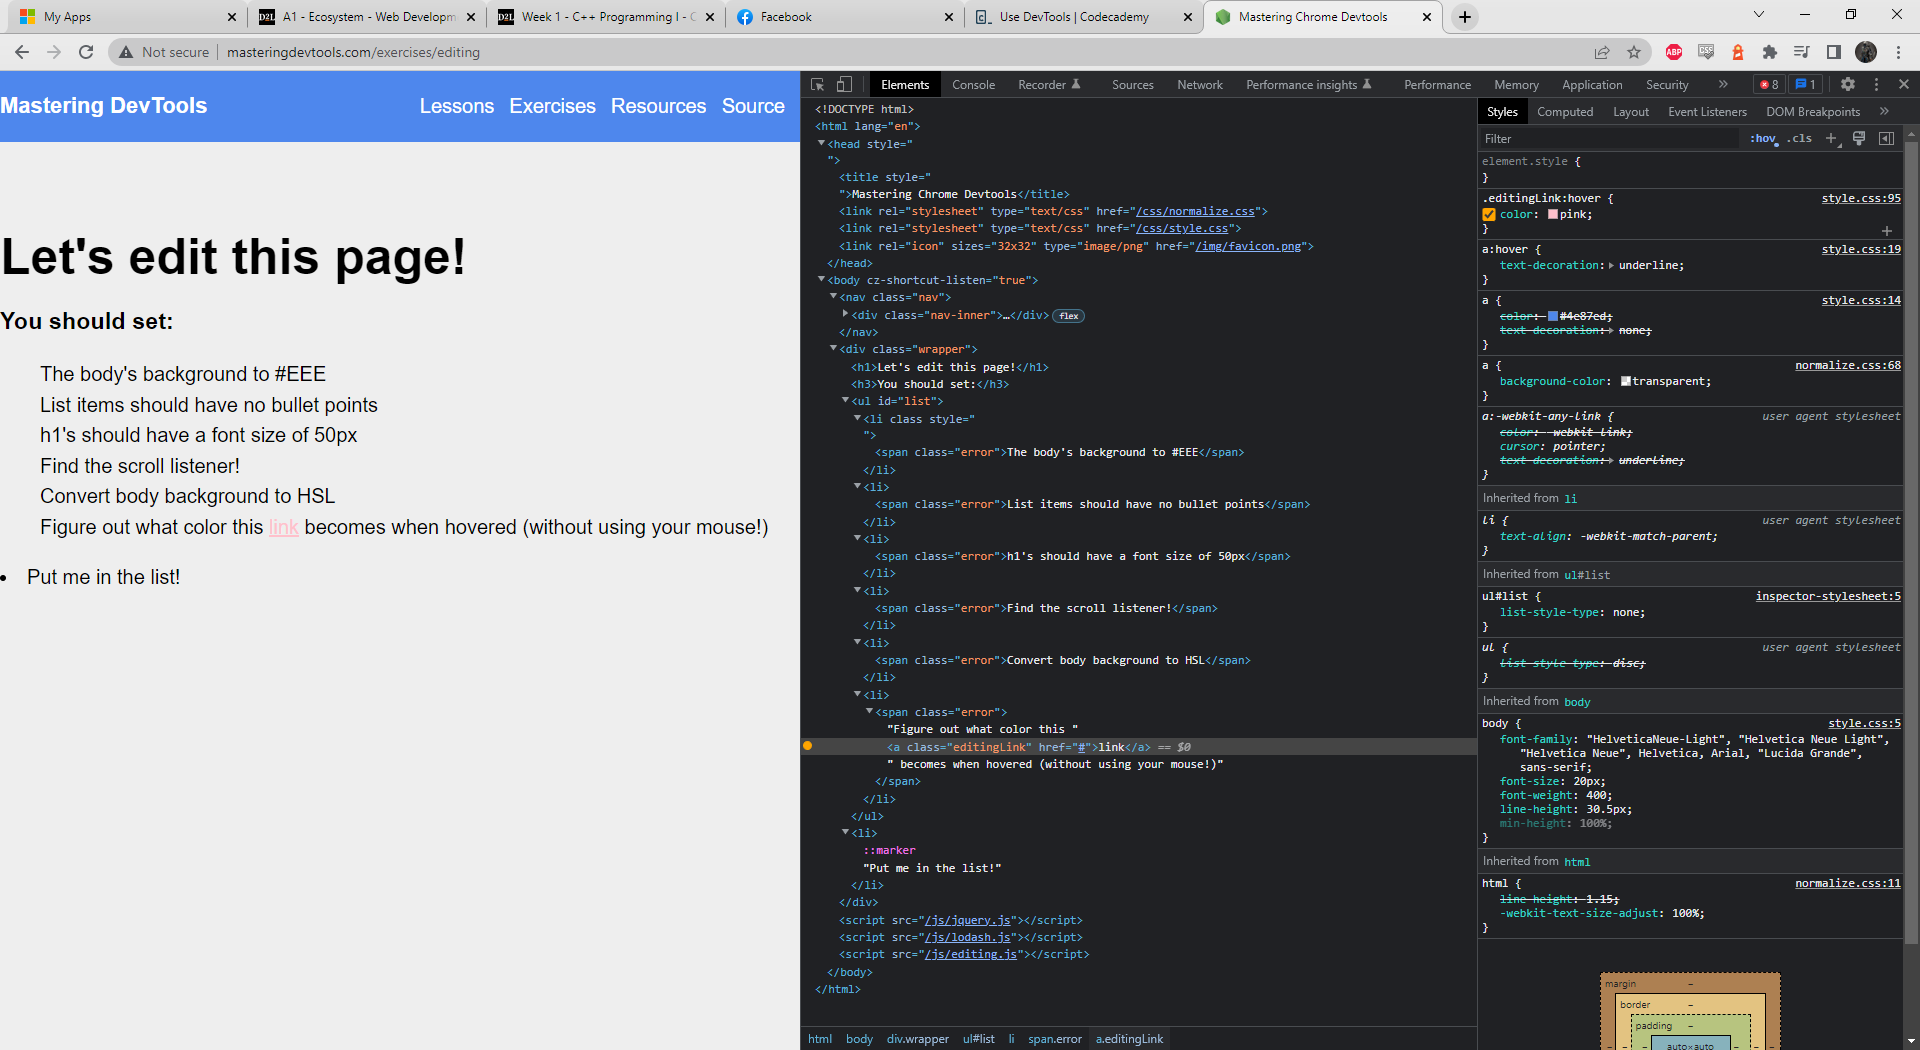 My Apps
A1 - Ecosystem - Web Developm
Week 1 - C++ Programming I - C
Facebook
Use DevTools | Codecademy
Mastering Chrome Devtools
Not secure
masteringdevtools.com/exercises/editing
Mastering DevTools
Lessons
Exercises
Resources
Source
Let's edit this page!
You should set:
The body's background to #EEE
List items should have no bullet points
h1's should have a font size of 50px
Find the scroll listener!
Convert body background to HSL
Figure out what color this link becomes when hovered (without using your mouse!)
Put me in the list!
Elements
Console
Recorder
Sources
Network
Performance insights
Performance
Memory
Application
Security
8
1
<!DOCTYPE html>
<html lang="en">
<head style="
">
<title style="
">Mastering Chrome Devtools</title>
<link rel="stylesheet" type="text/css" href="/css/normalize.css">
<link rel="stylesheet" type="text/css" href="/css/style.css">
<link rel="icon" sizes="32x32" type="image/png" href="/img/favicon.png">
</head>
<body cz-shortcut-listen="true">
<nav class="nav">
<div class="nav-inner">…</div> flex
</nav>
<div class="wrapper">
<h1>Let's edit this page!</h1>
<h3>You should set:</h3>
<ul id="list">
<li class style="
">
<span class="error">The body's background to #EEE</span>
</li>
<li>
<span class="error">List items should have no bullet points</span>
</li>
<li>
<span class="error">h1's should have a font size of 50px</span>
</li>
<li>
<span class="error">Find the scroll listener!</span>
</li>
<li>
<span class="error">Convert body background to HSL</span>
</li>
<li>
<span class="error">
"Figure out what color this "
<a class="editingLink" href="#">link</a> == $0
" becomes when hovered (without using your mouse!)"
</span>
</li>
</ul>
<li>
::marker
"Put me in the list!"
</li>
</div>
<script src="/js/jquery.js"></script>
<script src="/js/lodash.js"></script>
<script src="/js/editing.js"></script>
</body>
</html>
html body div.wrapper ul#list li span.error a.editingLink
Styles
Computed
Layout
Event Listeners
DOM Breakpoints
Filter
:hov
.cls
element.style {
}
.editingLink:hover { style.css:95
color: pink;
}
a:hover { style.css:19
text-decoration: underline;
}
a { style.css:14
color: #4e87ed;
text-decoration: none;
}
a { normalize.css:68
background-color: transparent;
}
a:-webkit-any-link { user agent stylesheet
color: -webkit-link;
cursor: pointer;
text-decoration: underline;
}
Inherited from li
li { user agent stylesheet
text-align: -webkit-match-parent;
}
Inherited from ul#list
ul#list { inspector-stylesheet:5
list-style-type: none;
}
ul { user agent stylesheet
list-style-type: disc;
}
Inherited from body
body { style.css:5
font-family: "HelveticaNeue-Light", "Helvetica Neue Light",
"Helvetica Neue", Helvetica, Arial, "Lucida Grande",
sans-serif;
font-size: 20px;
font-weight: 400;
line-height: 30.5px;
min-height: 100%;
}
Inherited from html
html { normalize.css:11
line-height: 1.15;
-webkit-text-size-adjust: 100%;
}
margin –
border –
padding –
auto×auto